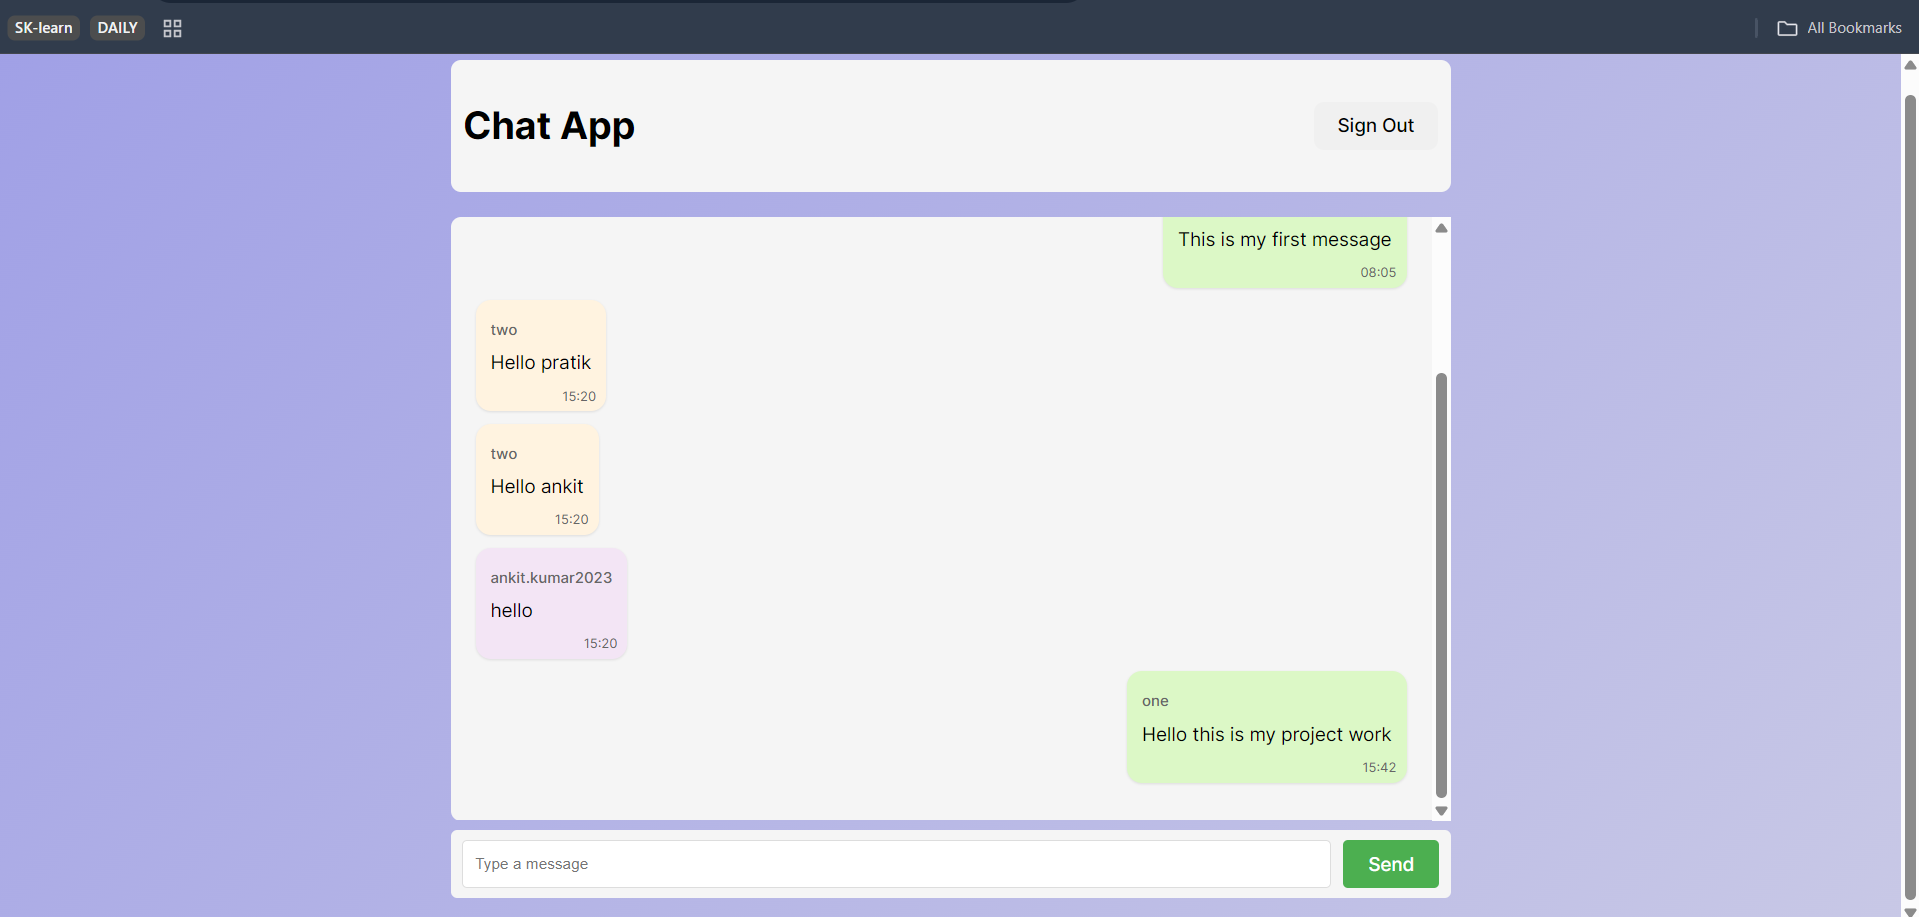 SK-learn DAILY All Bookmarks
Chat App Sign Out
This is my first message
08:05
two
Hello pratik
15:20
two
Hello ankit
15:20
ankit.kumar2023
hello
15:20
one
Hello this is my project work
15:42
Type a message Send